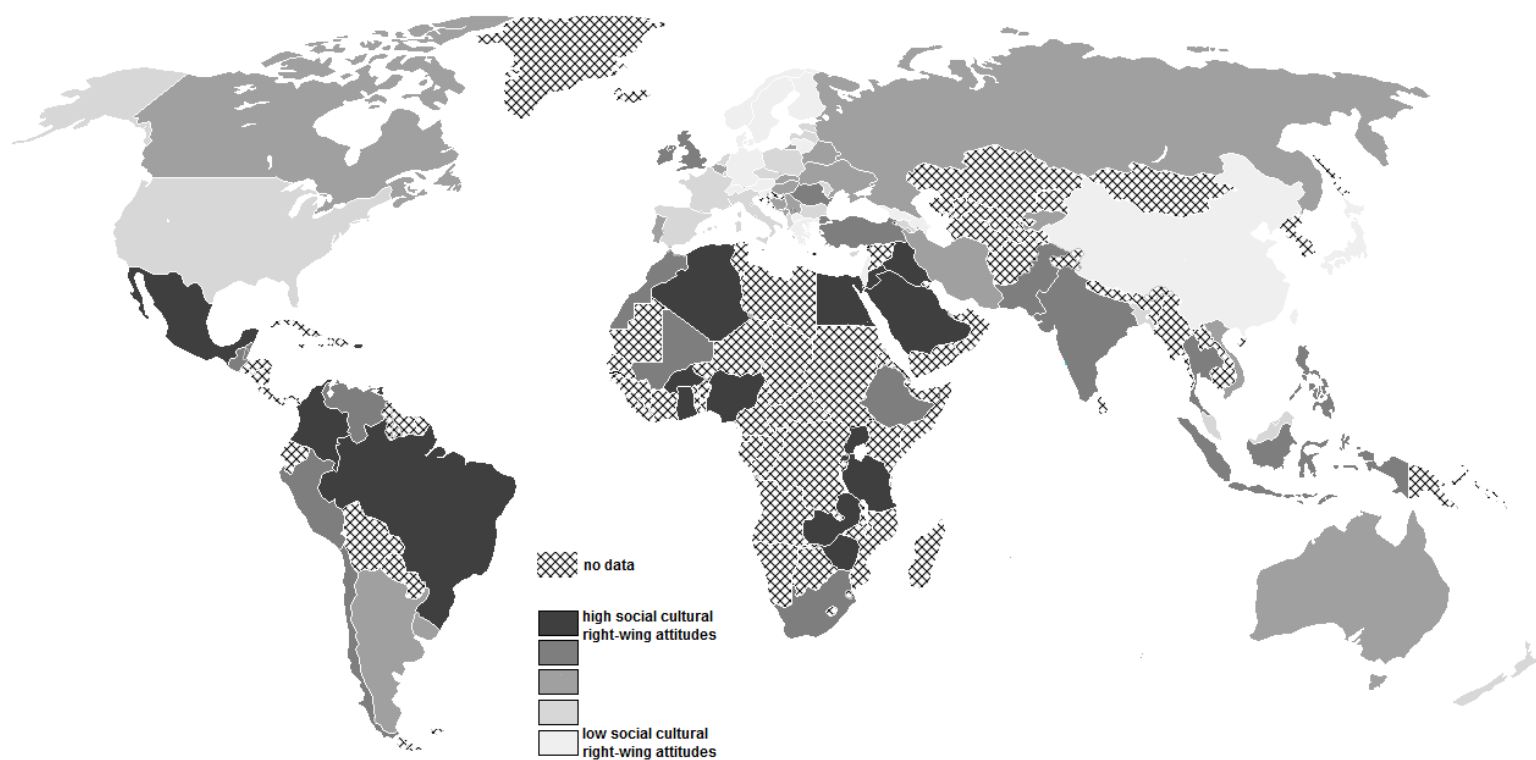 no data
high social cultural
right-wing attitudes
low social cultural
right-wing attitudes